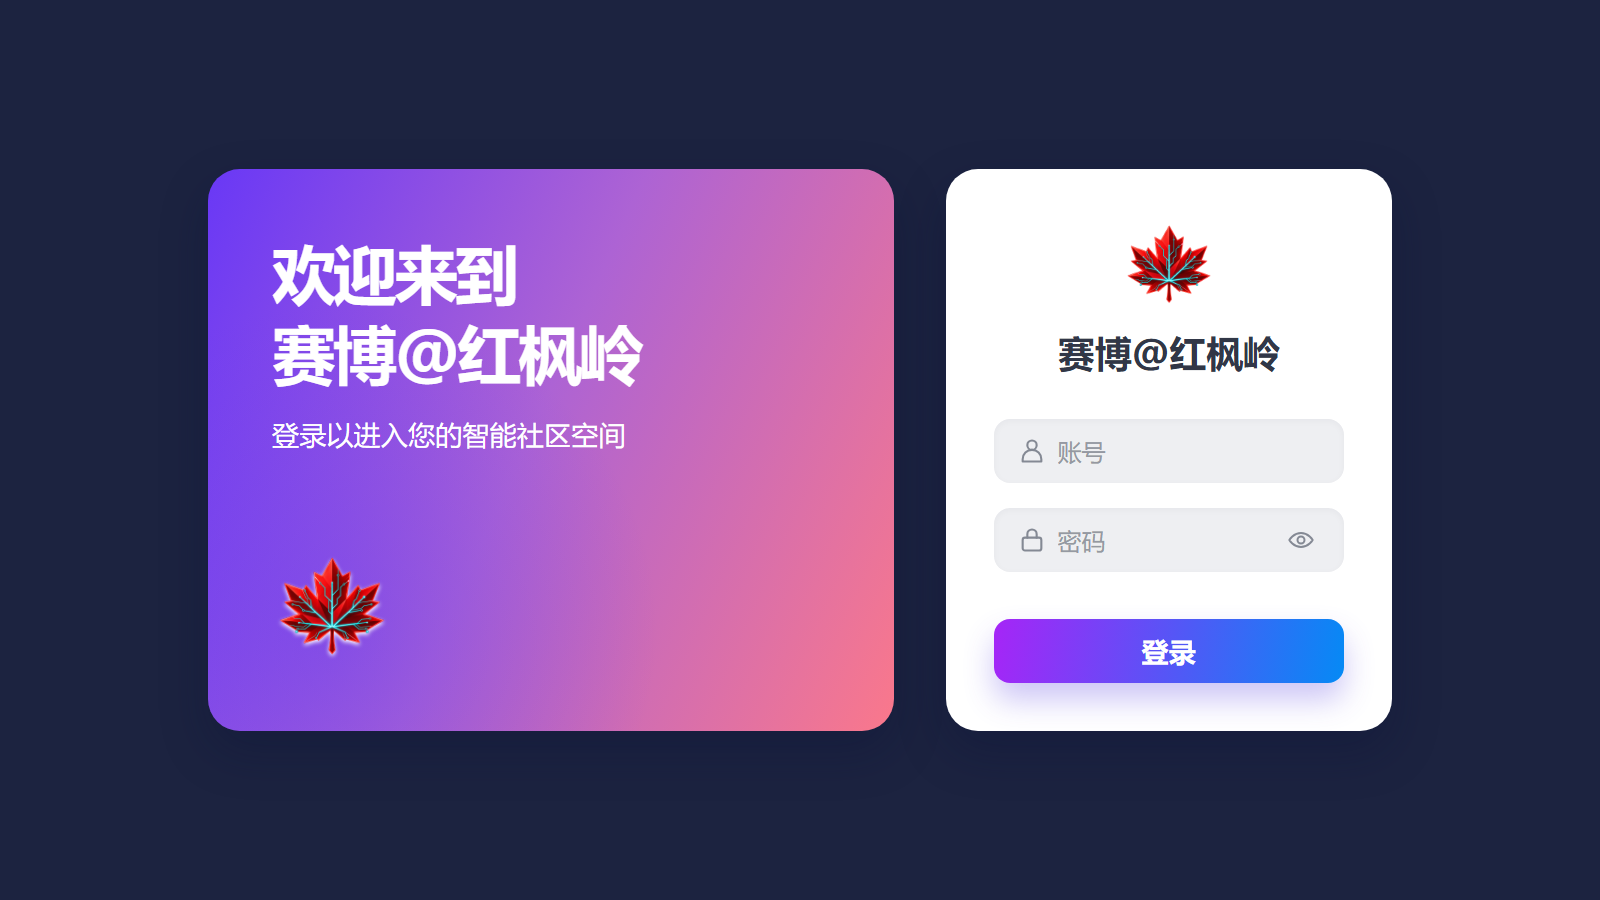 欢迎来到
赛博@红枫岭
登录以进入您的智能社区空间
赛博@红枫岭
账号
密码
登录